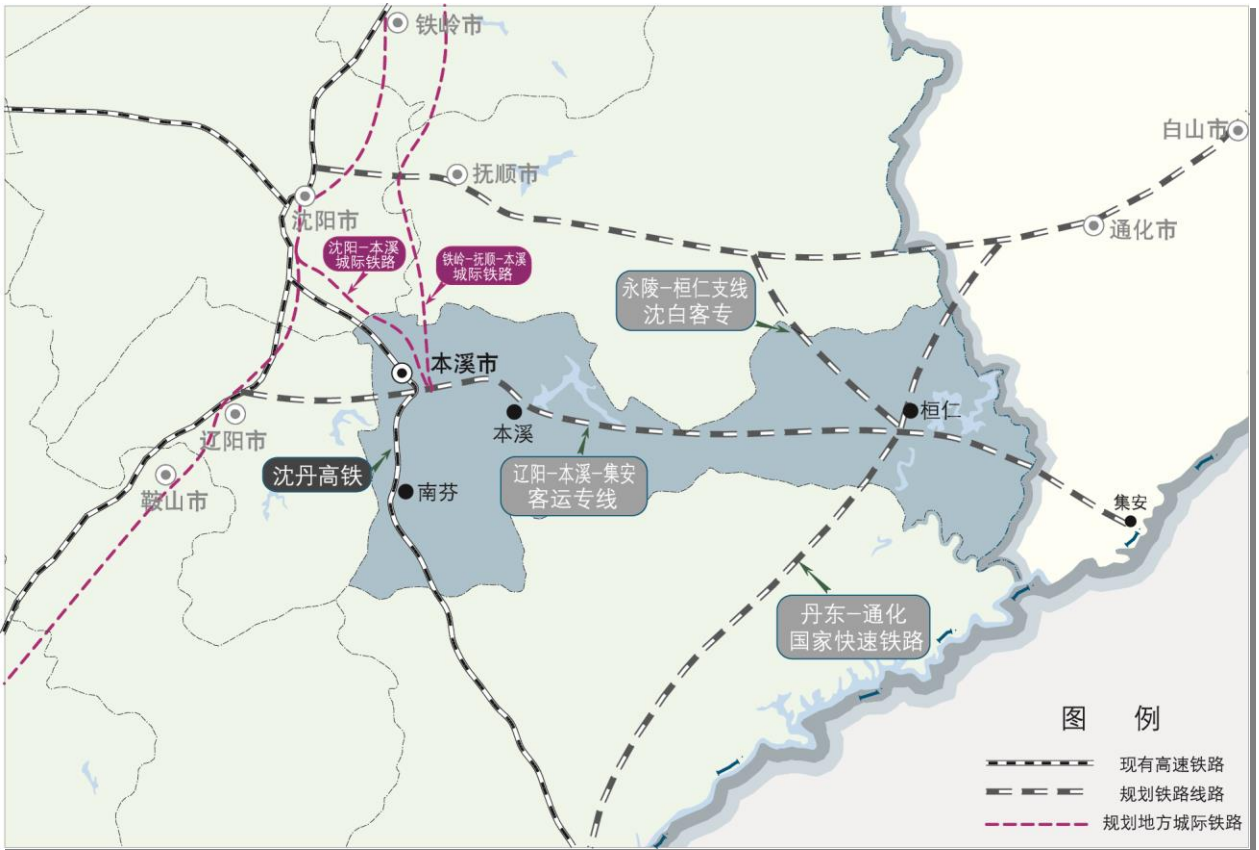 铁岭市
白山市
抚顺市
沈阳市
通化市
沈阳-本溪
城际铁路
铁岭-抚顺-本溪
城际铁路
永陵-桓仁支线
沈白客专
本溪市
桓仁
辽阳市
本溪
沈丹高铁
辽阳-本溪-集安
客运专线
鞍山市
南芬
集安
丹东-通化
国家快速铁路
图 例
现有高速铁路
规划铁路线路
规划地方城际铁路